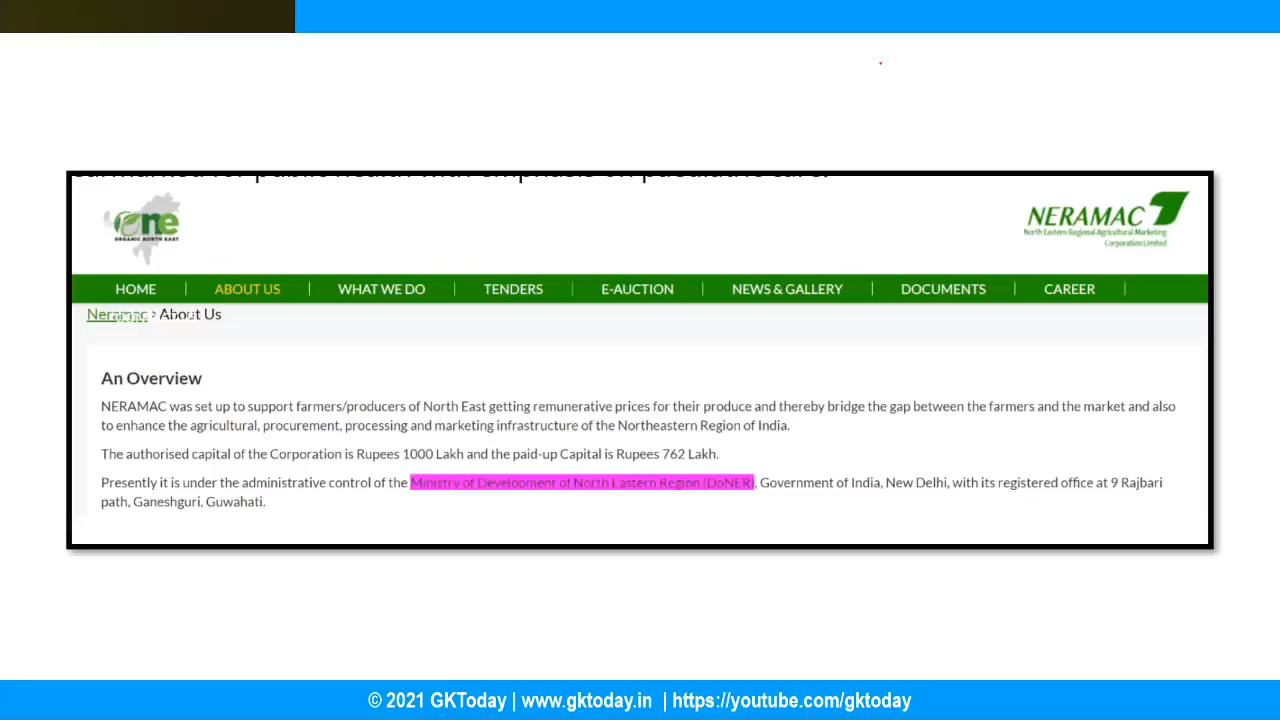 one
ORGANIC NORTH EAST
NERAMAC
North Eastern Regional Agricultural Marketing
Corporation Limited
HOME | ABOUT US | WHAT WE DO | TENDERS | E-AUCTION | NEWS & GALLERY | DOCUMENTS | CAREER |
Neramac > About Us
An Overview
NERAMAC was set up to support farmers/producers of North East getting remunerative prices for their produce and thereby bridge the gap between the farmers and the market and also
to enhance the agricultural, procurement, processing and marketing infrastructure of the Northeastern Region of India.
The authorised capital of the Corporation is Rupees 1000 Lakh and the paid-up Capital is Rupees 762 Lakh.
Presently it is under the administrative control of the Ministry of Development of North Eastern Region (DoNER), Government of India, New Delhi, with its registered office at 9 Rajbari
path, Ganeshguri, Guwahati.
© 2021 GKToday | www.gktoday.in | https://youtube.com/gktoday